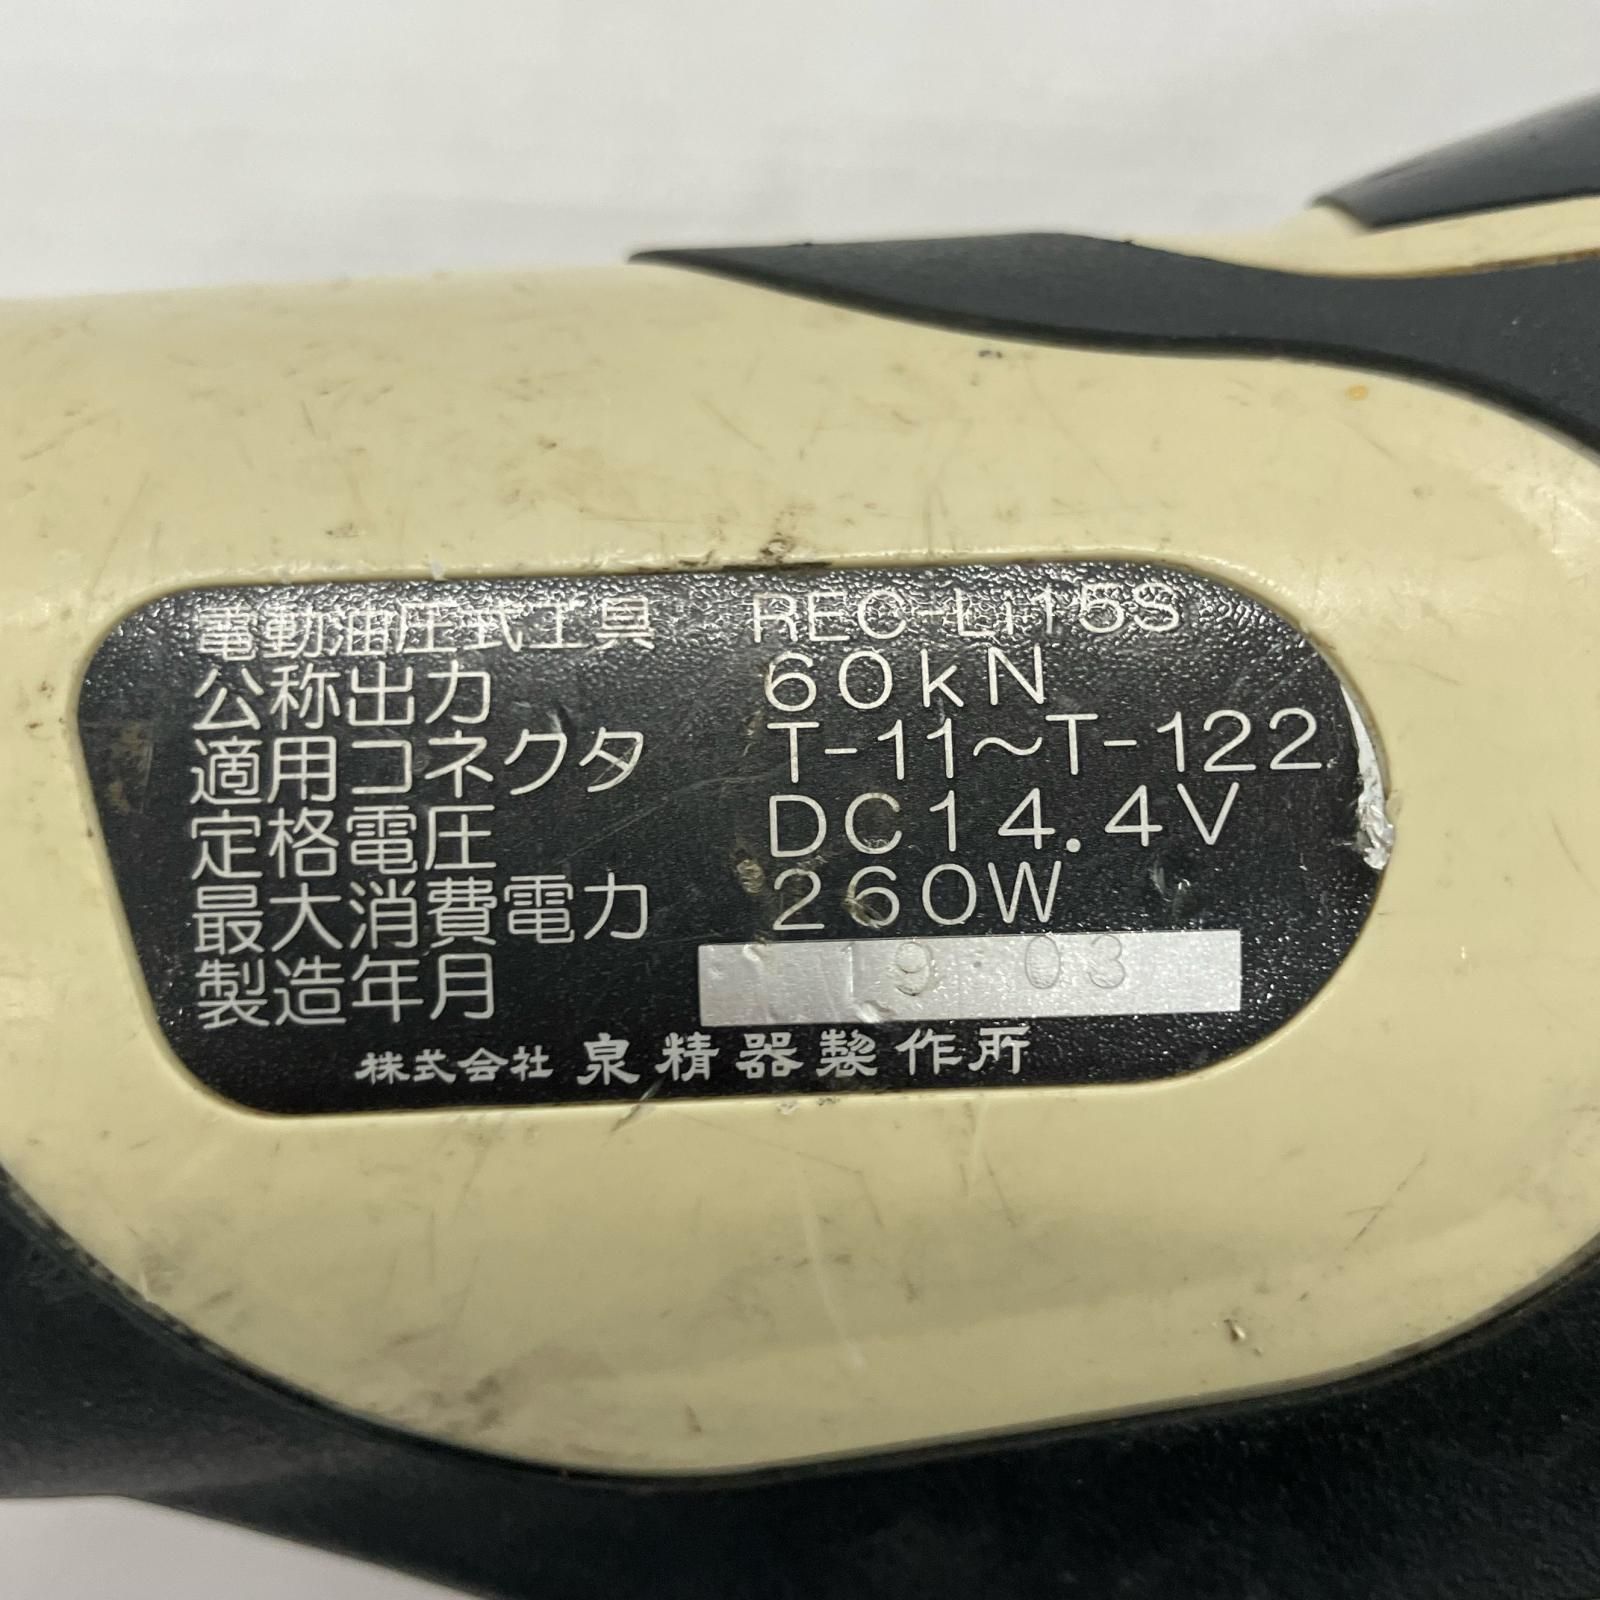 電動油圧式工具 REC-Li15S
公称出力 60kN
適用コネクタ T-11～T-122
定格電圧 DC14.4V
最大消費電力 260W
製造年月 19・03
株式会社 泉精器製作所